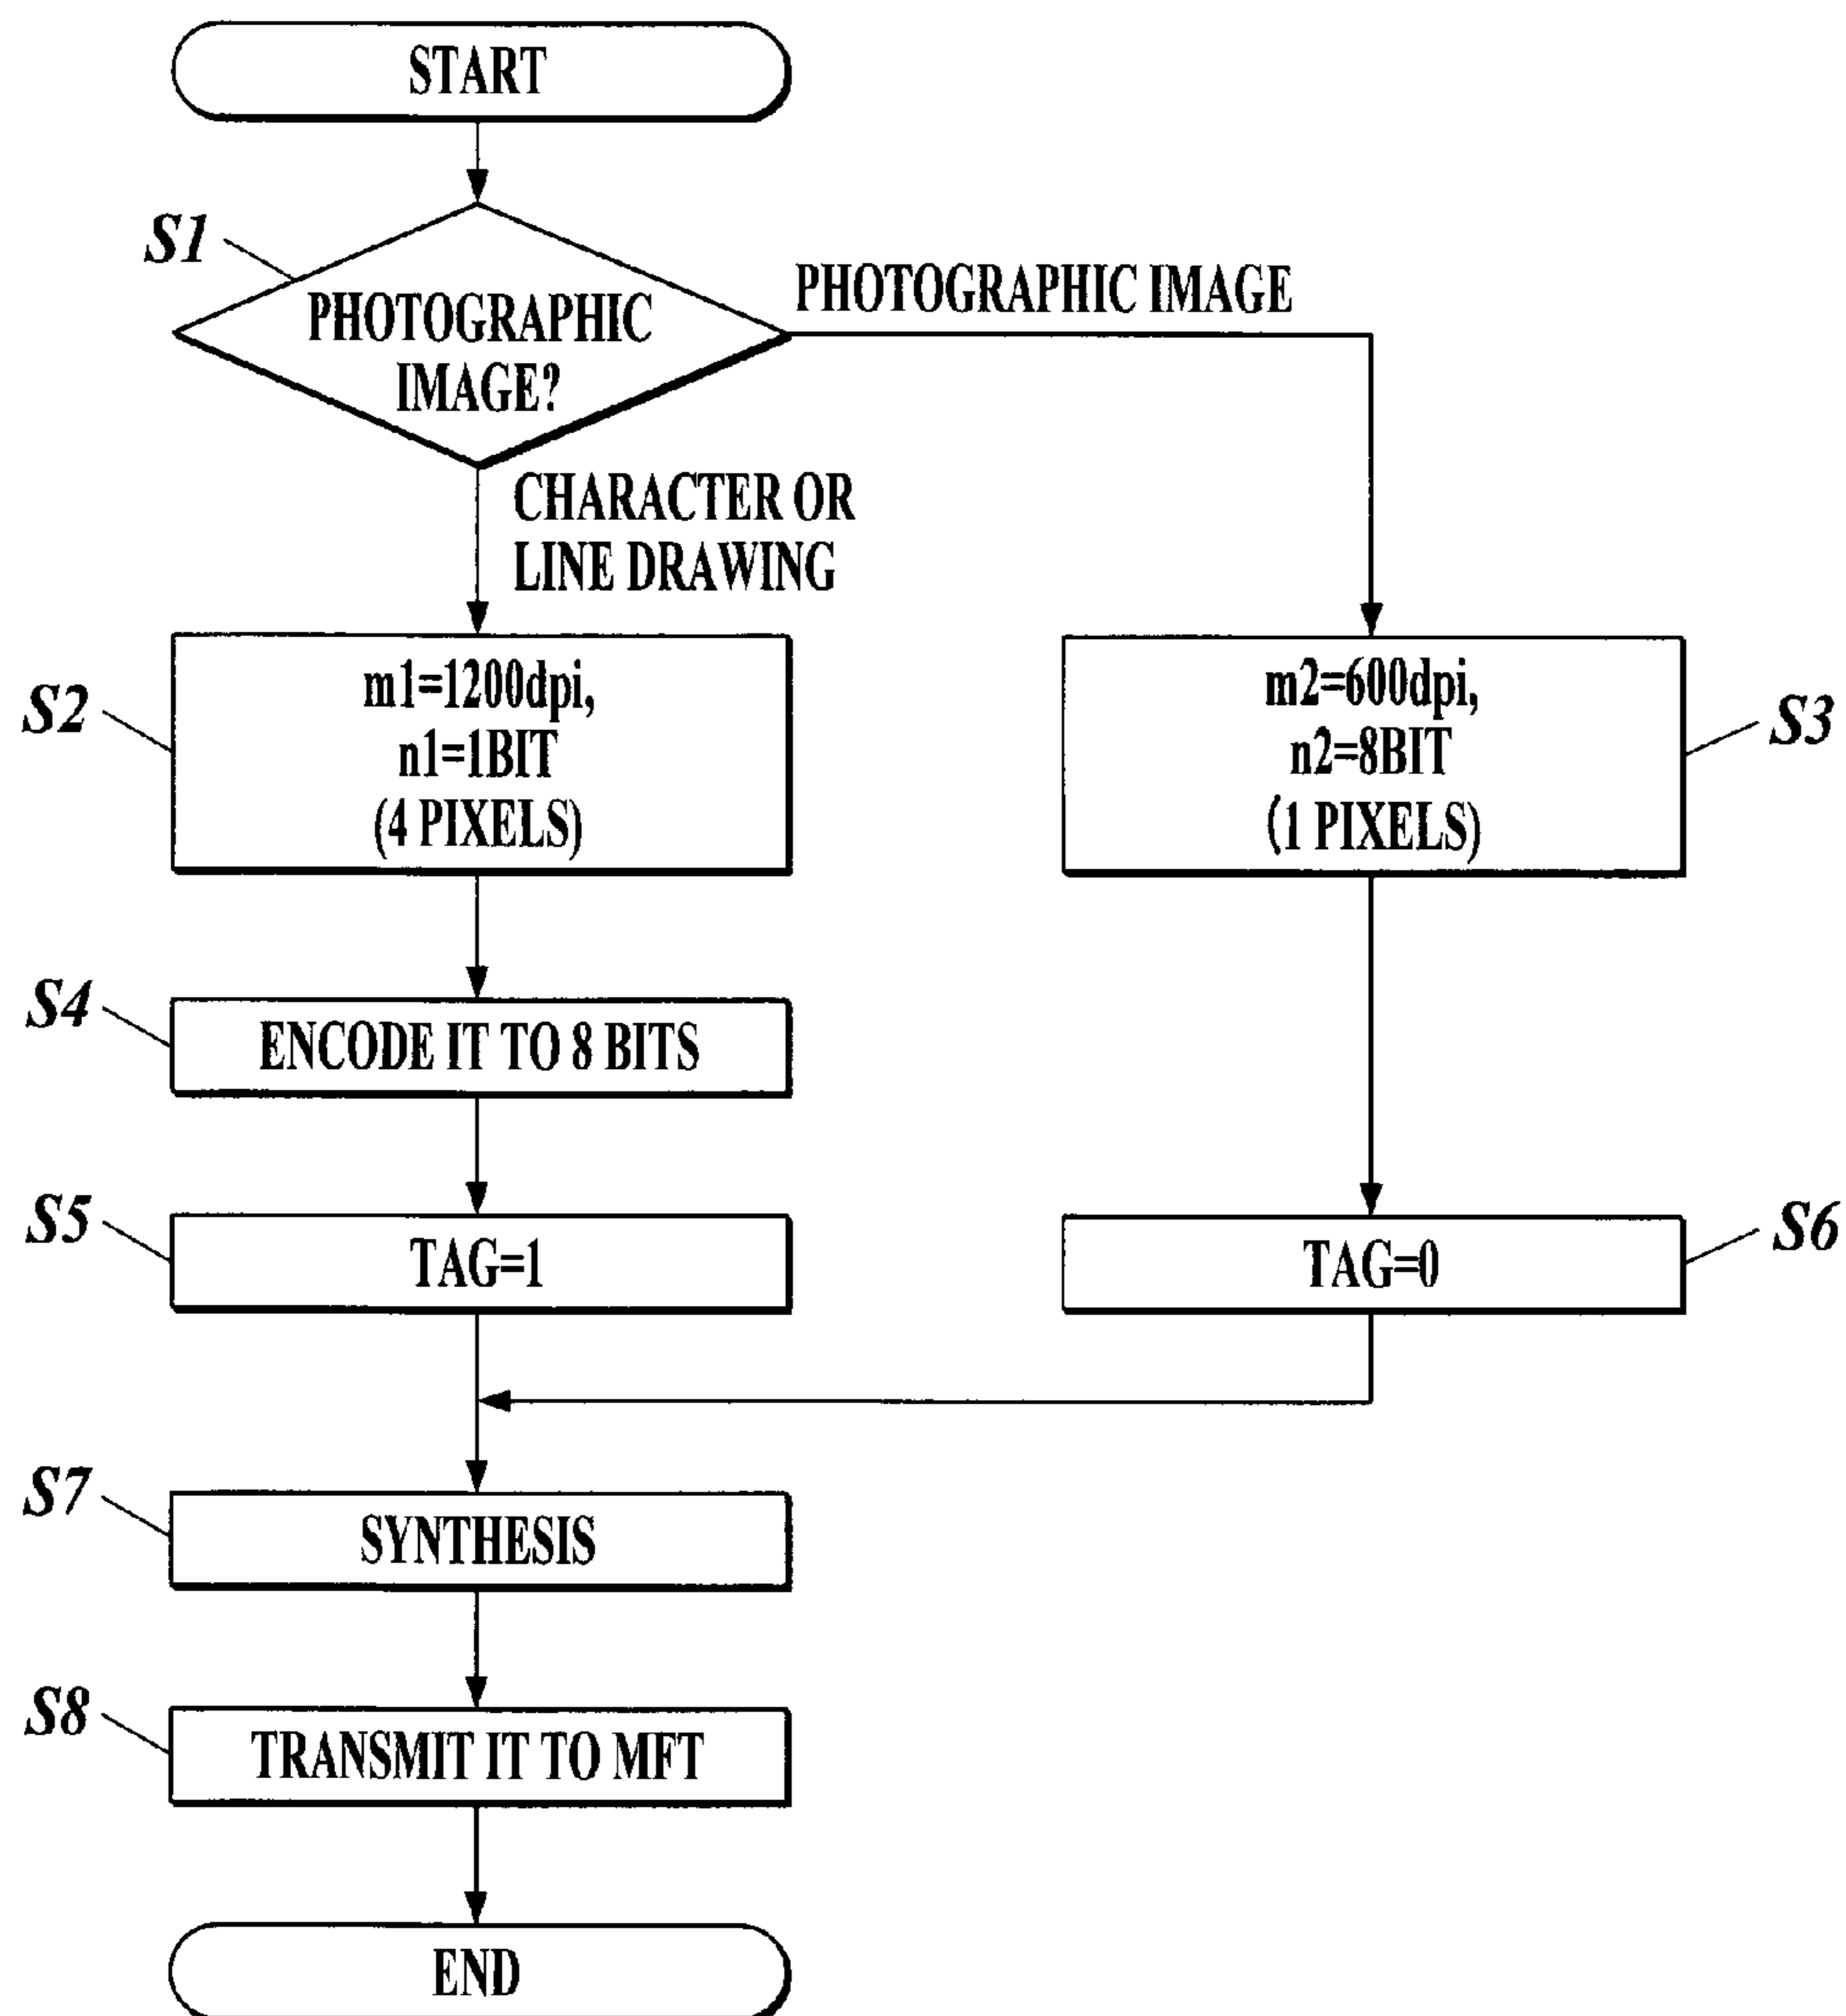 START
S1
PHOTOGRAPHIC IMAGE
PHOTOGRAPHIC
IMAGE?
CHARACTER OR
LINE DRAWING
S2
m1=1200dpi,
n1=1BIT
(4 PIXELS)
m2=600dpi,
n2=8BIT
(1 PIXELS)
S3
S4
ENCODE IT TO 8 BITS
S5
TAG=1
TAG=0
S6
S7
SYNTHESIS
S8
TRANSMIT IT TO MFT
END